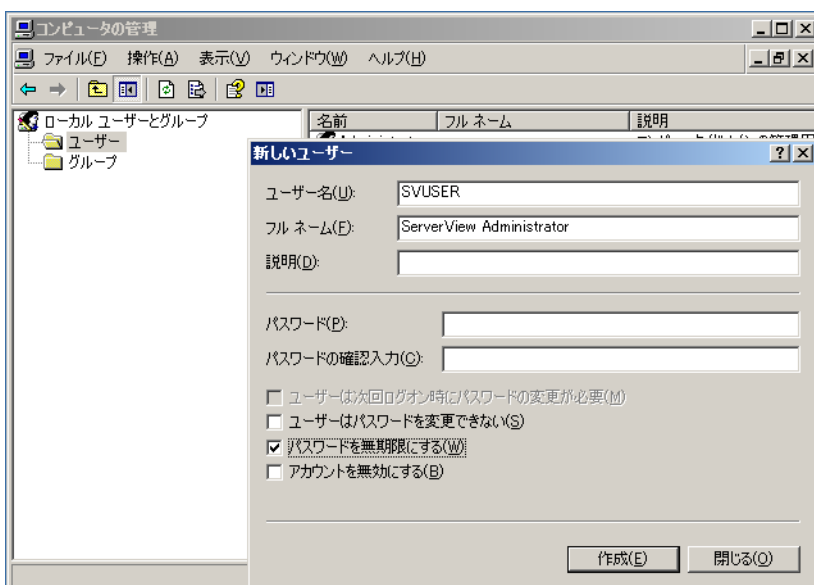 コンピュータの管理
ファイル(F) 操作(A) 表示(V) ウィンドウ(W) ヘルプ(H)
ローカル ユーザーとグループ
ユーザー
グループ
名前 フル ネーム 説明
新しいユーザー
ユーザー名(U): SVUSER
フル ネーム(F): ServerView Administrator
説明(D):
パスワード(P):
パスワードの確認入力(C):
ユーザーは次回ログオン時にパスワードの変更が必要(M)
ユーザーはパスワードを変更できない(S)
パスワードを無期限にする(W)
アカウントを無効にする(B)
作成(E) 閉じる(O)